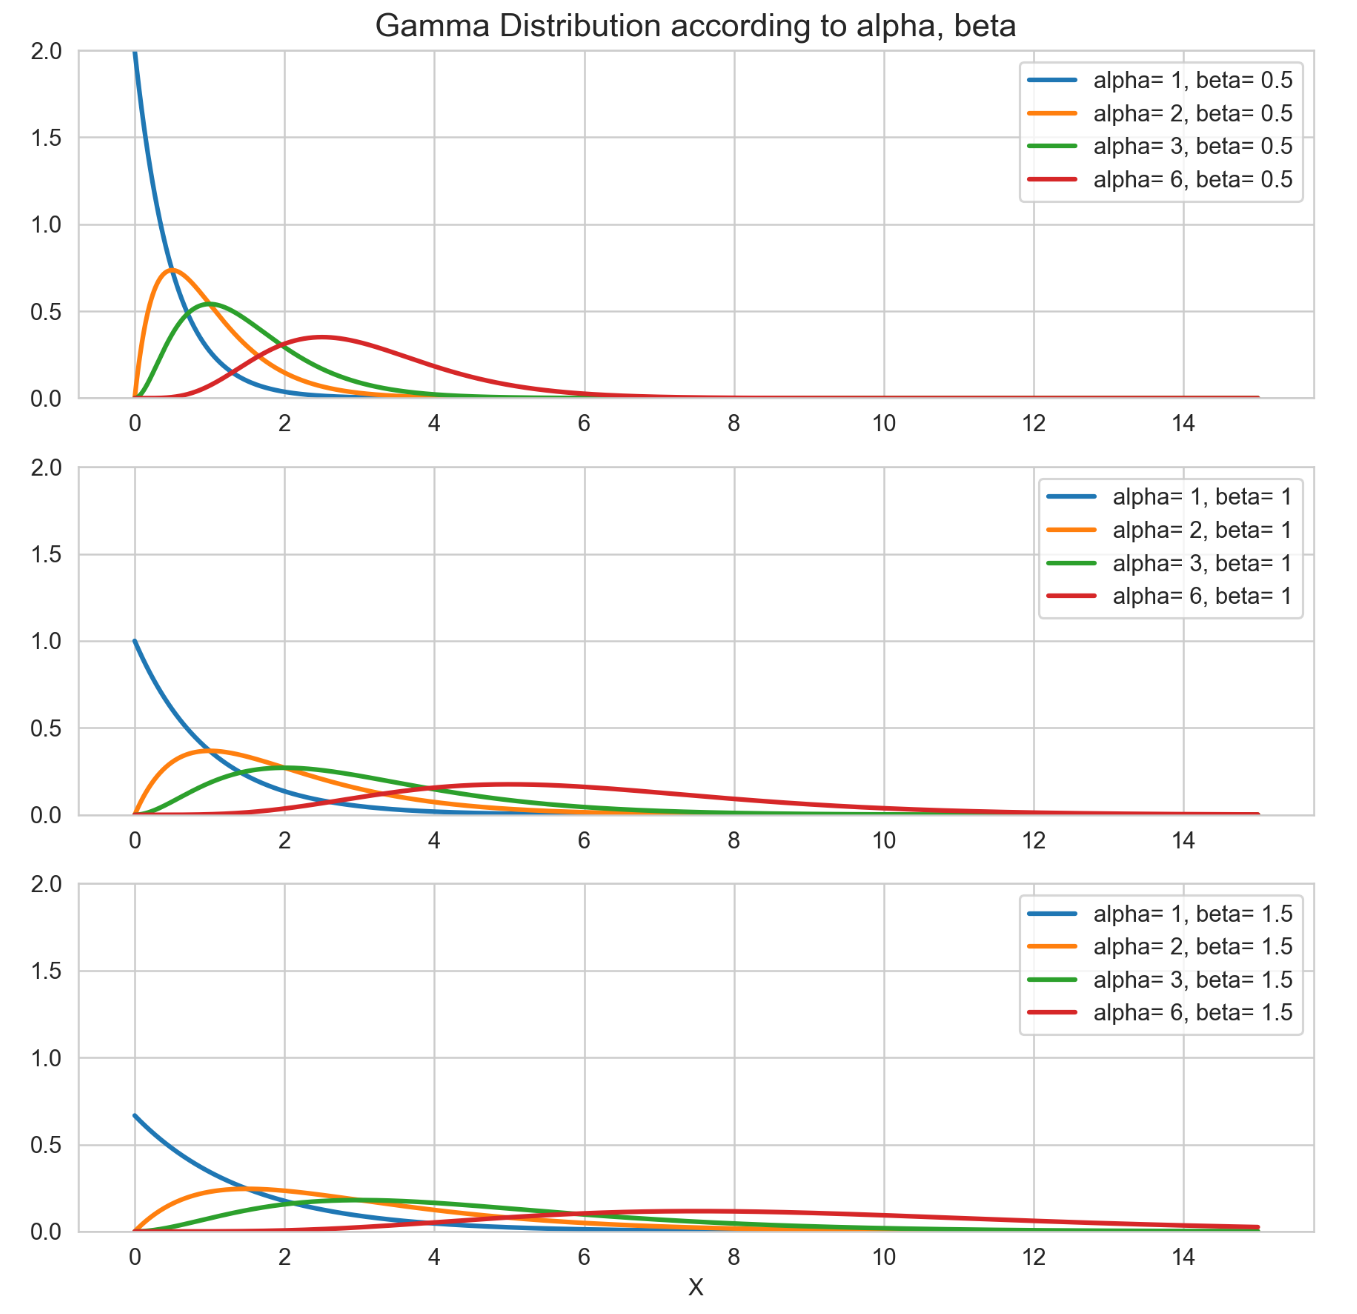 Gamma Distribution according to alpha, beta
2.0
1.5
1.0
0.5
0.0
0 2 4 6 8 10 12 14
alpha= 1, beta= 0.5
alpha= 2, beta= 0.5
alpha= 3, beta= 0.5
alpha= 6, beta= 0.5
2.0
1.5
1.0
0.5
0.0
0 2 4 6 8 10 12 14
alpha= 1, beta= 1
alpha= 2, beta= 1
alpha= 3, beta= 1
alpha= 6, beta= 1
2.0
1.5
1.0
0.5
0.0
0 2 4 6 8 10 12 14
alpha= 1, beta= 1.5
alpha= 2, beta= 1.5
alpha= 3, beta= 1.5
alpha= 6, beta= 1.5
X